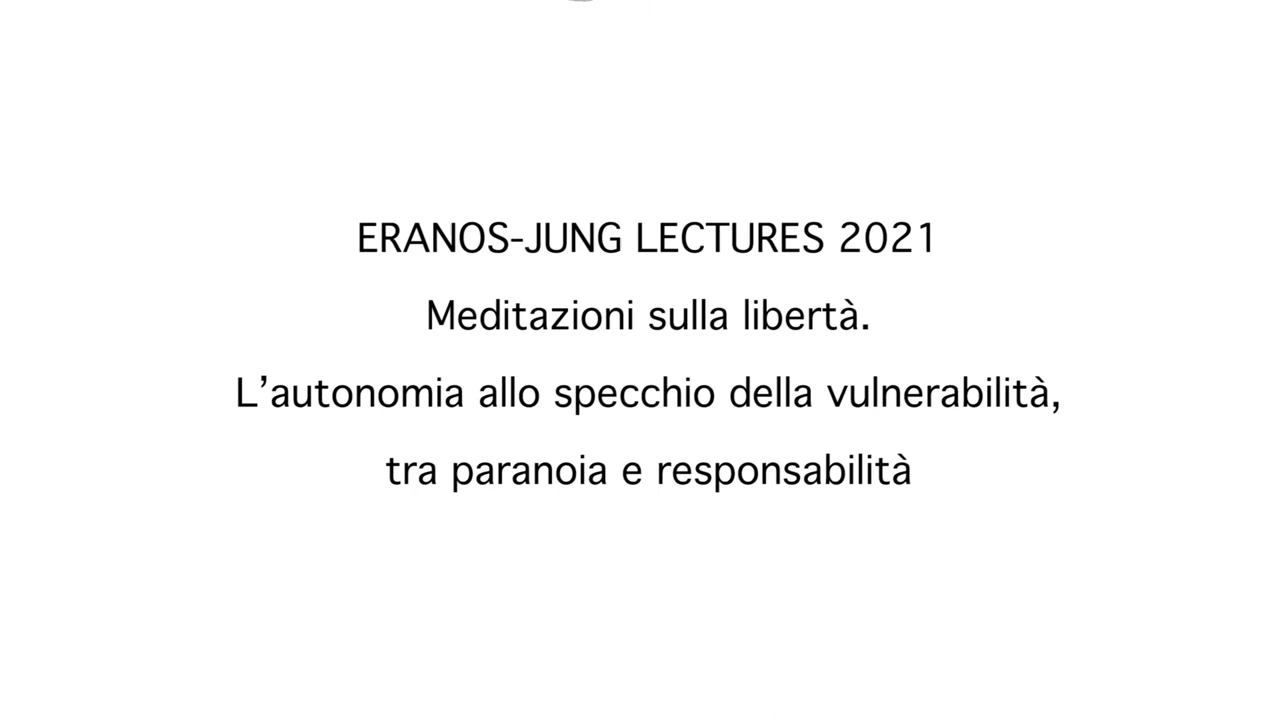 ERANOS-JUNG LECTURES 2021
Meditazioni sulla libertà.
L’autonomia allo specchio della vulnerabilità,
tra paranoia e responsabilità